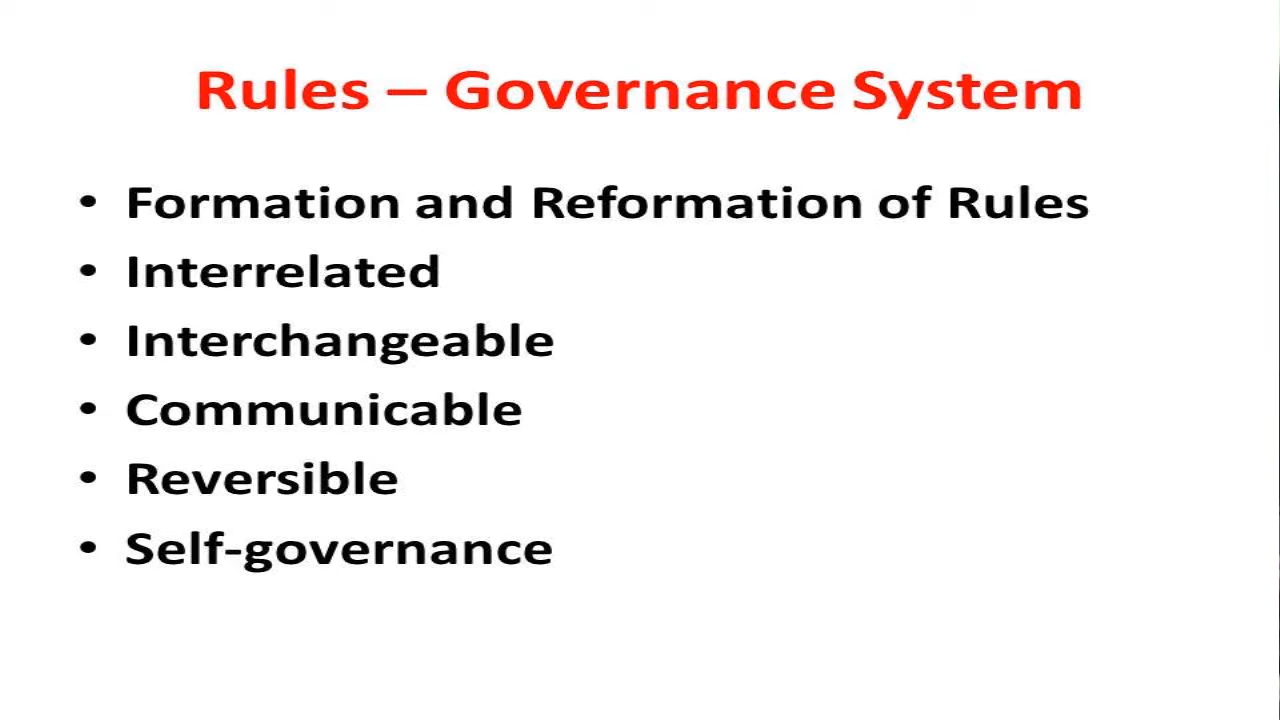 Rules – Governance System
• Formation and Reformation of Rules
• Interrelated
• Interchangeable
• Communicable
• Reversible
• Self-governance